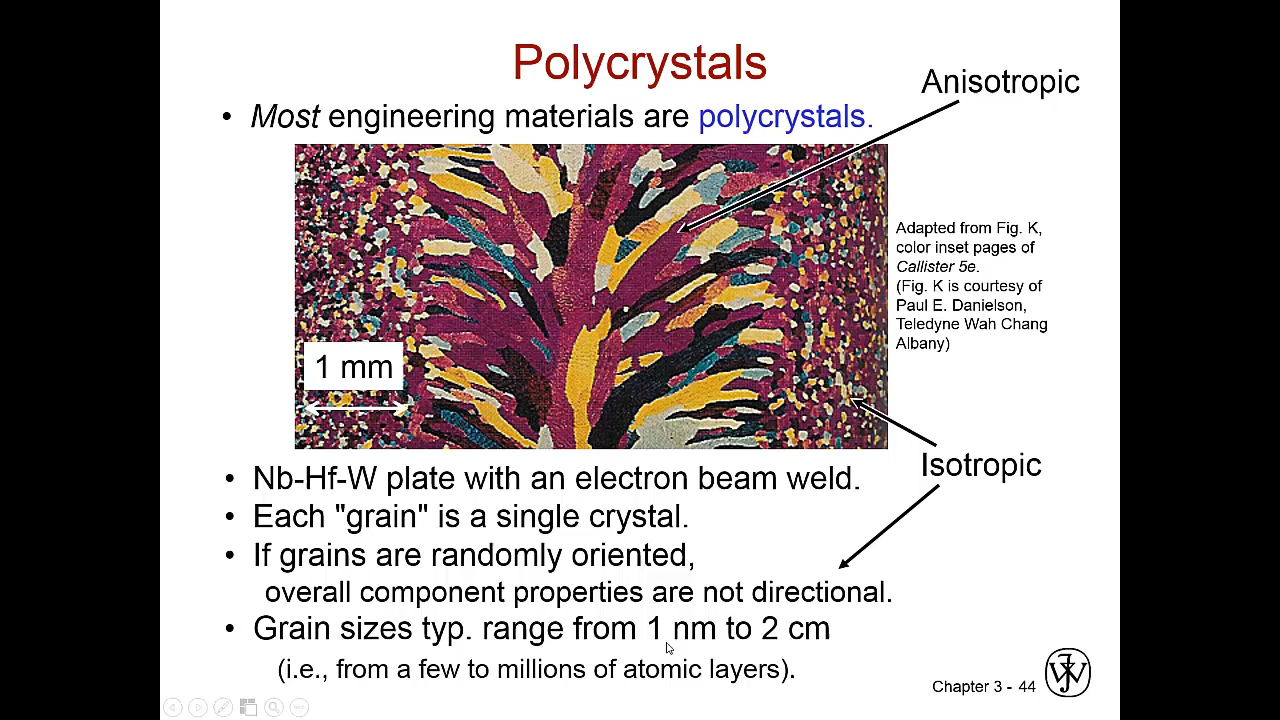 Polycrystals
Anisotropic
• Most engineering materials are polycrystals.
Adapted from Fig. K,
color inset pages of
Callister 5e.
(Fig. K is courtesy of
Paul E. Danielson,
Teledyne Wah Chang
Albany)
1 mm
Isotropic
• Nb-Hf-W plate with an electron beam weld.
• Each "grain" is a single crystal.
• If grains are randomly oriented,
overall component properties are not directional.
• Grain sizes typ. range from 1 nm to 2 cm
(i.e., from a few to millions of atomic layers).
Chapter 3 - 44